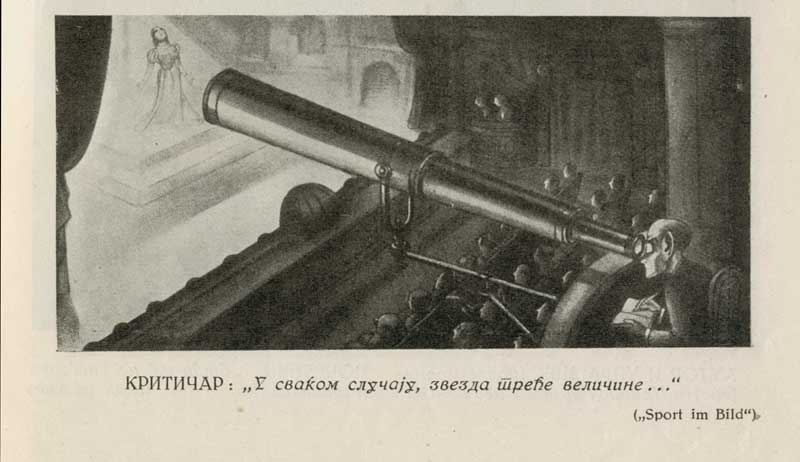 КРИТИЧАР: „У сваком случају, звезда треће величине...“
(„Sport im Bild“).